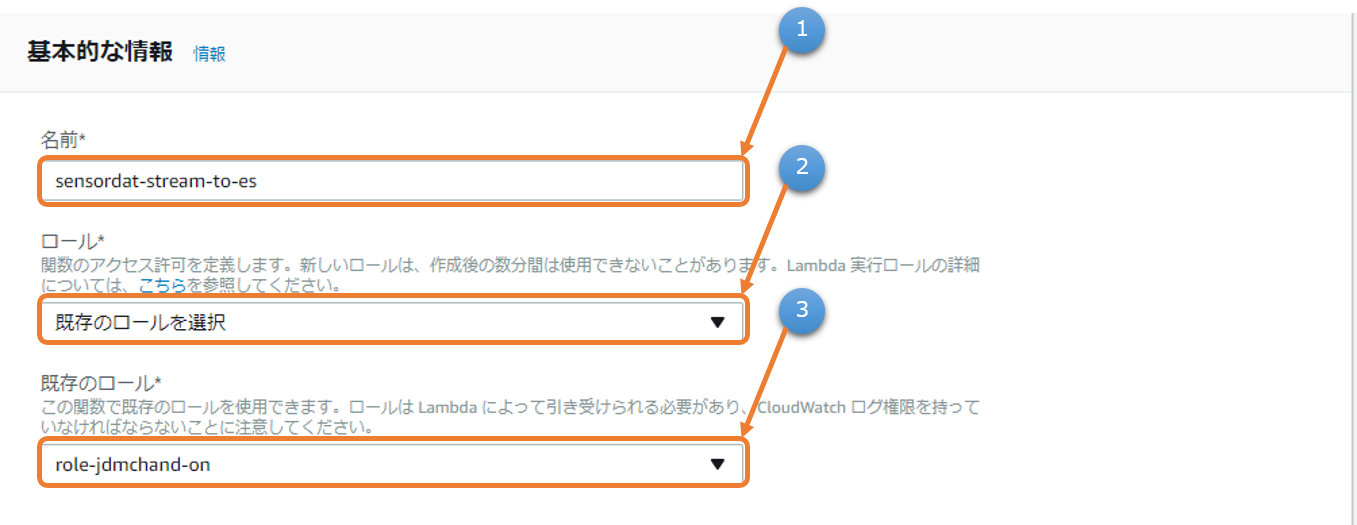 基本的な情報 情報
1
名前*
sensordat-stream-to-es
2
ロール*
関数のアクセス許可を定義します。新しいロールは、作成後の数分間は使用できないことがあります。Lambda 実行ロールの詳細
については、こちらを参照してください。
既存のロールを選択
3
既存のロール*
この関数で既存のロールを使用できます。ロールは Lambda によって引き受けられる必要があり、CloudWatch ログ権限を持って
いなければならないことに注意してください。
role-jdmchand-on